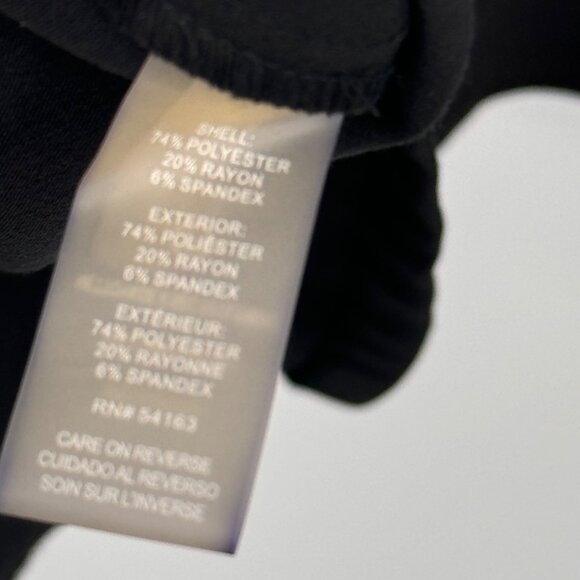 SHELL:
74% POLYESTER
20% RAYON
6% SPANDEX
EXTERIOR:
74% POLIÉSTER
20% RAYON
6% SPANDEX
EXTÉRIEUR:
74% POLYESTER
20% RAYONNE
6% SPANDEX
RN# 54163
CARE ON REVERSE
CUIDADO AL REVERSO
SOIN SUR L'INVERSE